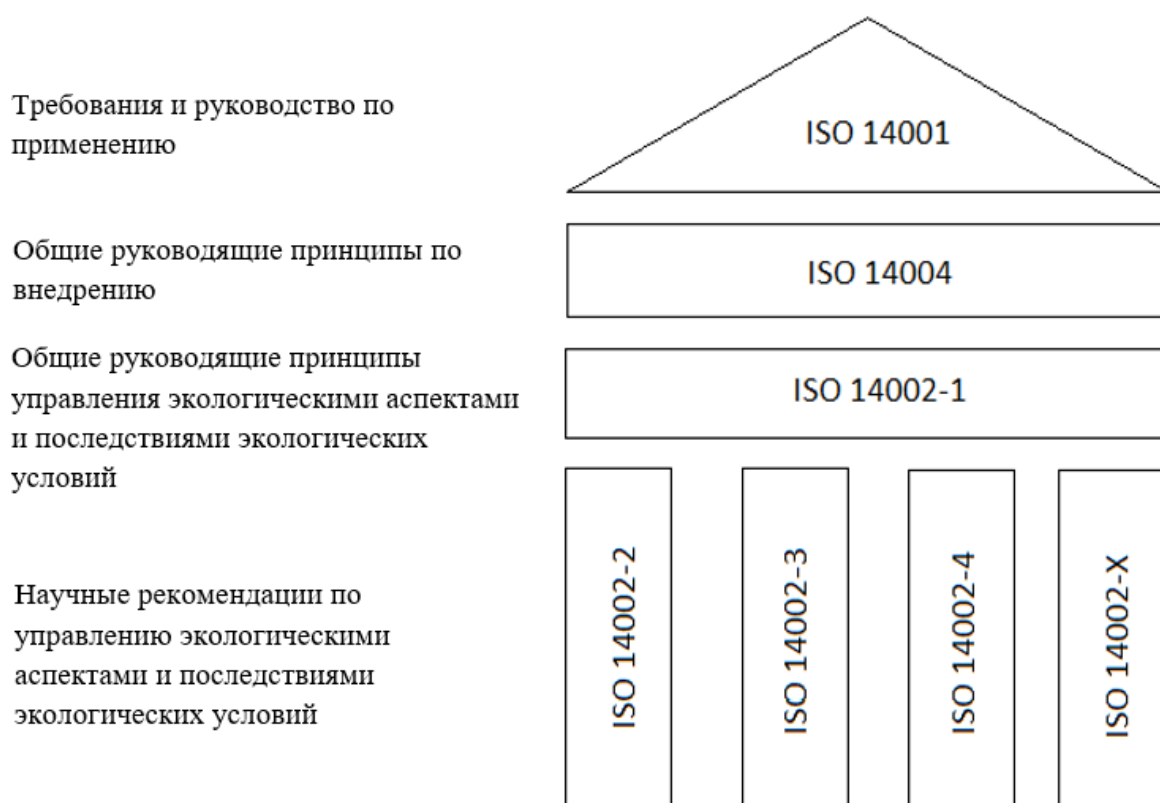 Требования и руководство по
применению
ISO 14001
Общие руководящие принципы по
внедрению
ISO 14004
Общие руководящие принципы
управления экологическими аспектами
и последствиями экологических
условий
ISO 14002-1
Научные рекомендации по
управлению экологическими
аспектами и последствиями
экологических условий
ISO 14002-2
ISO 14002-3
ISO 14002-4
ISO 14002-X